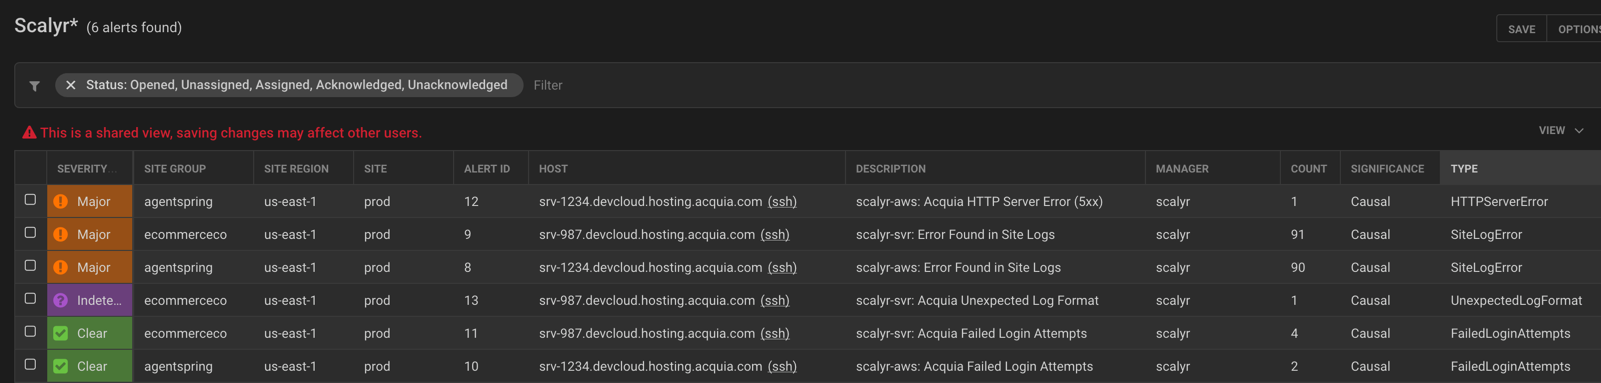 Scalyr* (6 alerts found)
SAVE OPTIONS
Status: Opened, Unassigned, Assigned, Acknowledged, Unacknowledged Filter
This is a shared view, saving changes may affect other users.
VIEW
SEVERITY... SITE GROUP SITE REGION SITE ALERT ID HOST DESCRIPTION MANAGER COUNT SIGNIFICANCE TYPE
Major agentspring us-east-1 prod 12 srv-1234.devcloud.hosting.acquia.com (ssh) scalyr-aws: Acquia HTTP Server Error (5xx) scalyr 1 Causal HTTPServerError
Major ecommerceco us-east-1 prod 9 srv-987.devcloud.hosting.acquia.com (ssh) scalyr-svr: Error Found in Site Logs scalyr 91 Causal SiteLogError
Major agentspring us-east-1 prod 8 srv-1234.devcloud.hosting.acquia.com (ssh) scalyr-aws: Error Found in Site Logs scalyr 90 Causal SiteLogError
Indete... ecommerceco us-east-1 prod 13 srv-987.devcloud.hosting.acquia.com (ssh) scalyr-svr: Acquia Unexpected Log Format scalyr 1 Causal UnexpectedLogFormat
Clear ecommerceco us-east-1 prod 11 srv-987.devcloud.hosting.acquia.com (ssh) scalyr-svr: Acquia Failed Login Attempts scalyr 4 Causal FailedLoginAttempts
Clear agentspring us-east-1 prod 10 srv-1234.devcloud.hosting.acquia.com (ssh) scalyr-aws: Acquia Failed Login Attempts scalyr 2 Causal FailedLoginAttempts